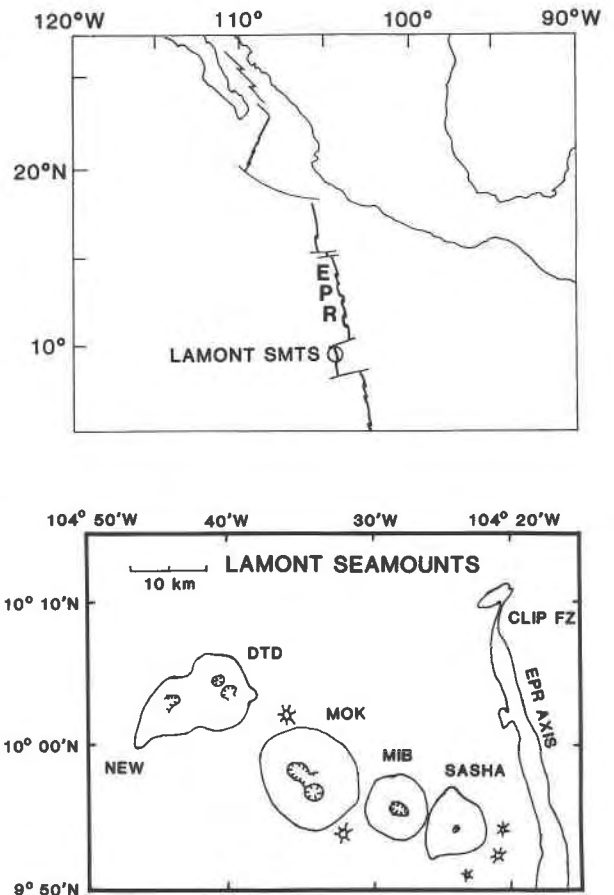 120°W 110° 100° 90°W
28°N
20°N
E
P
R
10°
LAMONT SMTS
104° 50'W 40'W 30'W 104° 20'W
LAMONT SEAMOUNTS
10 km
10° 10'N
CLIP FZ
DTD
EPR AXIS
MOK
10° 00'N
NEW
MIB
SASHA
9° 50'N